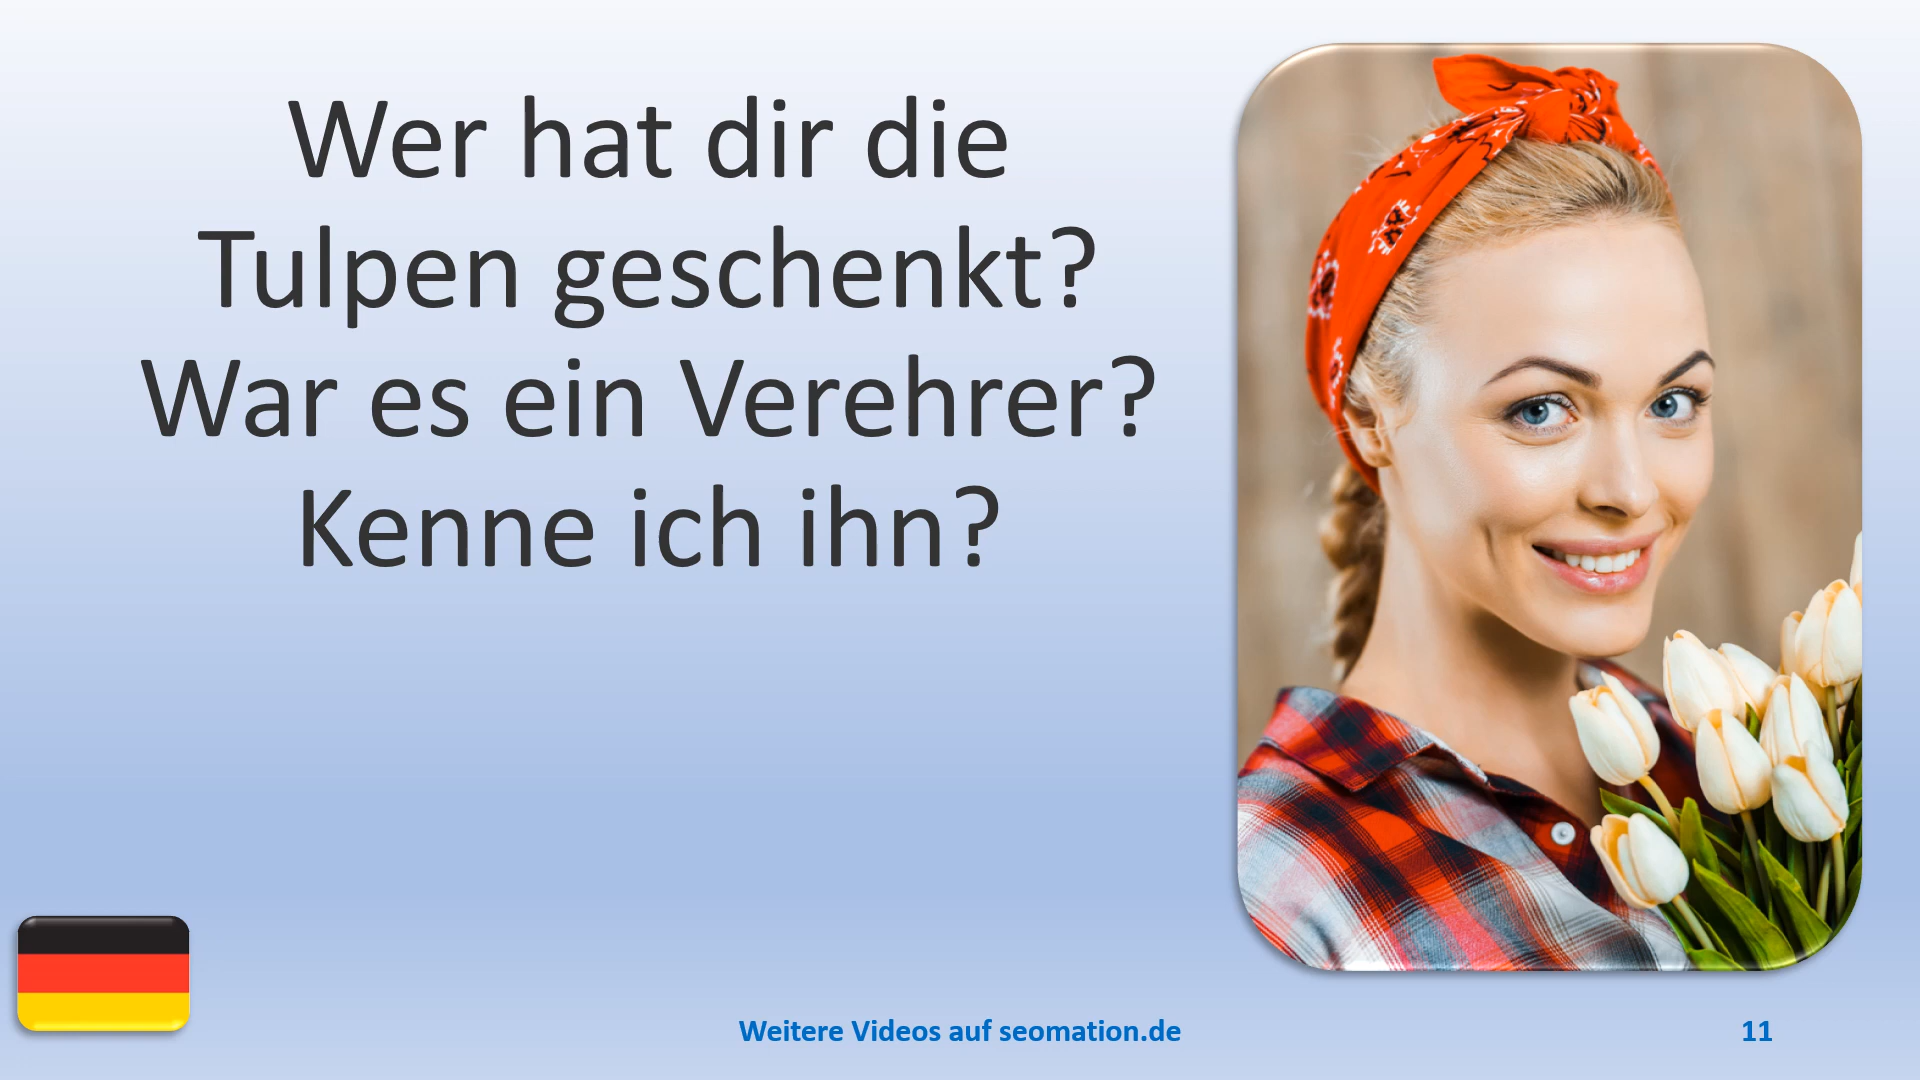 Wer hat dir die
Tulpen geschenkt?
War es ein Verehrer?
Kenne ich ihn?
Weitere Videos auf seomation.de
11